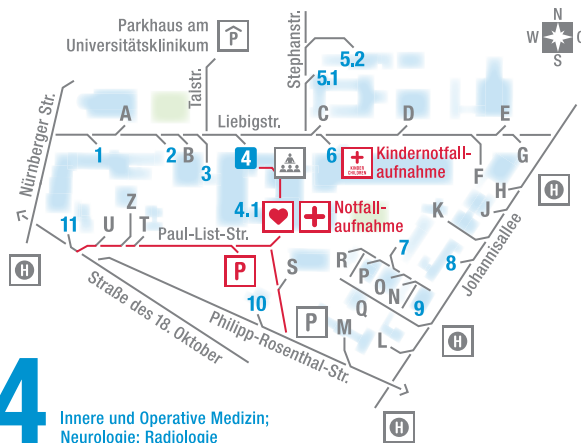 N
W O
S
Parkhaus am
Universitätsklinikum
P
Stephanstr.
5.2
5.1
Talstr.
Nürnberger Str.
A
Liebigstr.
C
D
E
1
2
B
3
4
6
KINDER
CHILDREN
Kindernotfall-
aufnahme
F
G
H
J
K
H
4.1
Notfall-
aufnahme
Z
11
U
T
Paul-List-Str.
Johannisallee
7
8
R
P
O
N
9
Q
S
H
P
10
P
M
L
H
Straße des 18. Oktober
Philipp-Rosenthal-Str.
H
4
Innere und Operative Medizin;
Neurologie; Radiologie